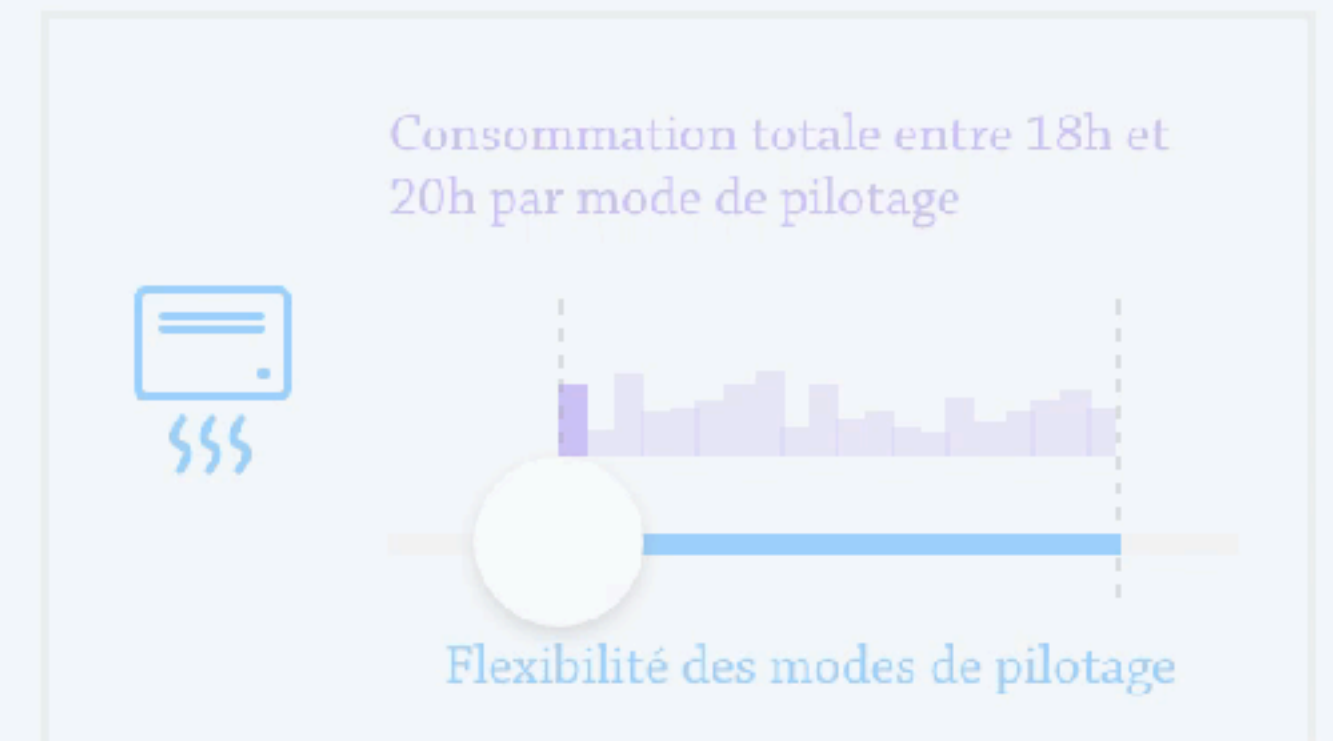 Consommation totale entre 18h et
20h par mode de pilotage
Flexibilité des modes de pilotage